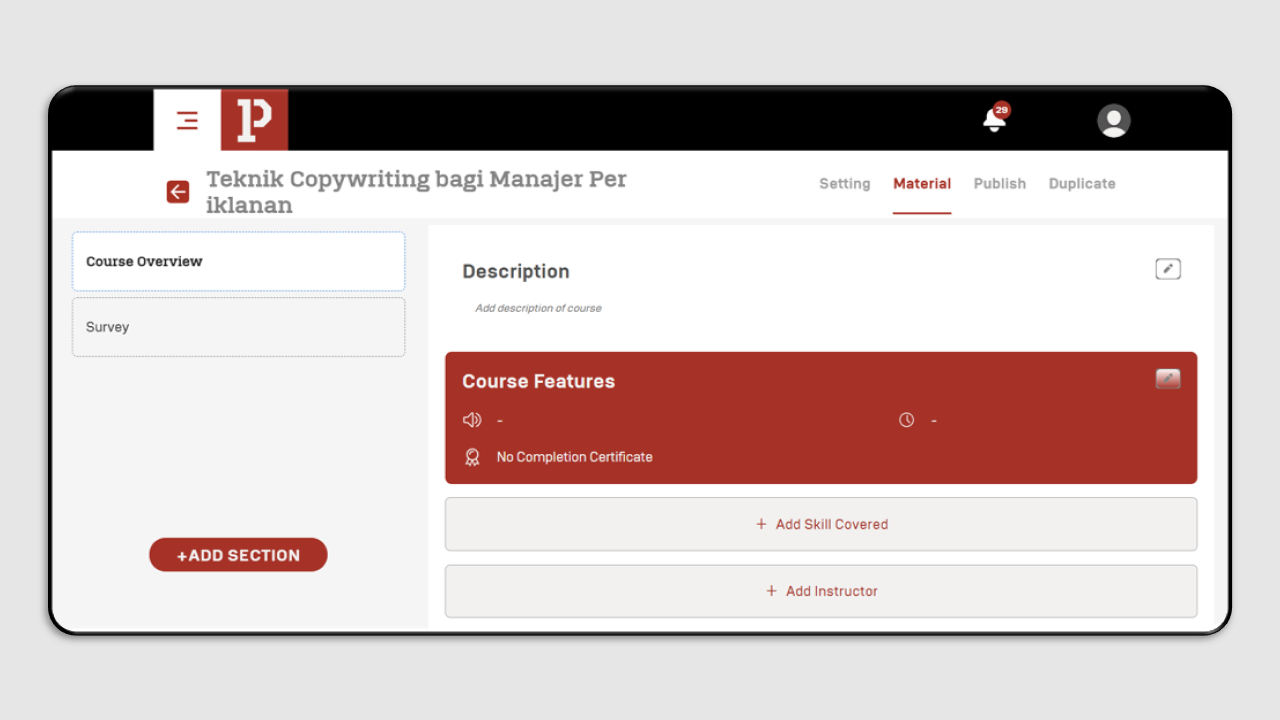 P
29
Teknik Copywriting bagi Manajer Per
iklanan
Setting
Material
Publish
Duplicate
Course Overview
Survey
+ADD SECTION
Description
Add description of course
Course Features
-
-
No Completion Certificate
+ Add Skill Covered
+ Add Instructor